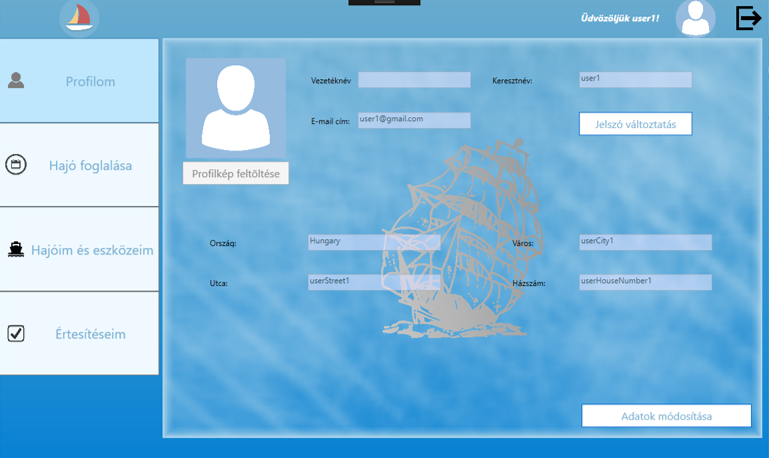 Üdvözöljük user1!
Profilom
Hajó foglalása
Hajóim és eszközeim
Értesítéseim
Vezetéknév
Keresztnév: user1
E-mail cím: user1@gmail.com
Jelszó változtatás
Profilkép feltöltése
Ország: Hungary
Város: userCity1
Utca: userStreet1
Házszám: userHouseNumber1
Adatok módosítása